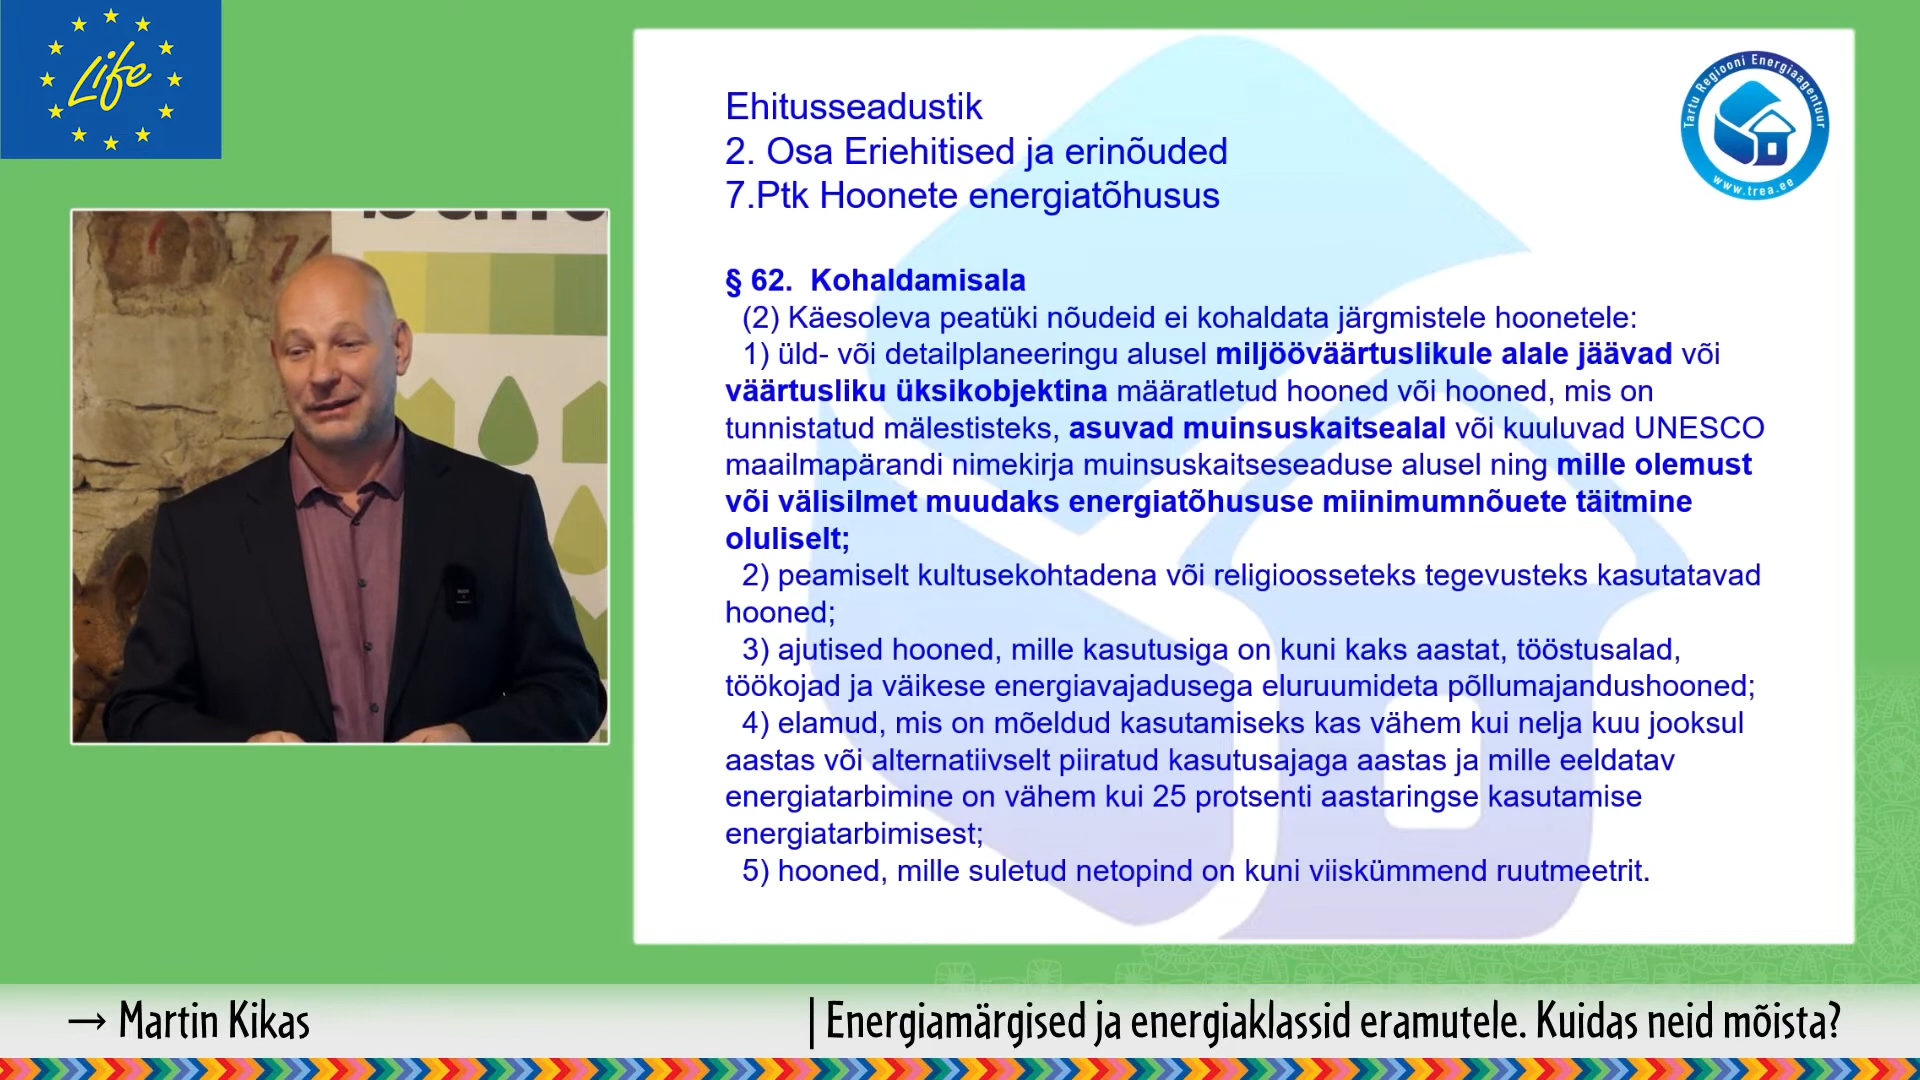 Life
Tartu Regiooni Energiaagentuur
www.trea.ee
Ehitusseadustik
2. Osa Eriehitised ja erinõuded
7.Ptk Hoonete energiatõhusus
§ 62. Kohaldamisala
(2) Käesoleva peatüki nõudeid ei kohaldata järgmistele hoonetele:
1) üld- või detailplaneeringu alusel miljööväärtuslikule alale jäävad või
väärtusliku üksikobjektina määratletud hooned või hooned, mis on
tunnistatud mälestisteks, asuvad muinsuskaitsealal või kuuluvad UNESCO
maailmapärandi nimekirja muinsuskaitseseaduse alusel ning mille olemust
või välisilmet muudaks energiatõhususe miinimumnõuete täitmine
oluliselt;
2) peamiselt kultusekohtadena või religioosseteks tegevusteks kasutatavad
hooned;
3) ajutised hooned, mille kasutusiga on kuni kaks aastat, tööstusalad,
töökojad ja väikese energiavajadusega eluruumideta põllumajandushooned;
4) elamud, mis on mõeldud kasutamiseks kas vähem kui nelja kuu jooksul
aastas või alternatiivselt piiratud kasutusajaga aastas ja mille eeldatav
energiatarbimine on vähem kui 25 protsenti aastaringse kasutamise
energiatarbimisest;
5) hooned, mille suletud netopind on kuni viiskümmend ruutmeetrit.
→ Martin Kikas
| Energiamärgised ja energiaklassid eramutele. Kuidas neid mõista?